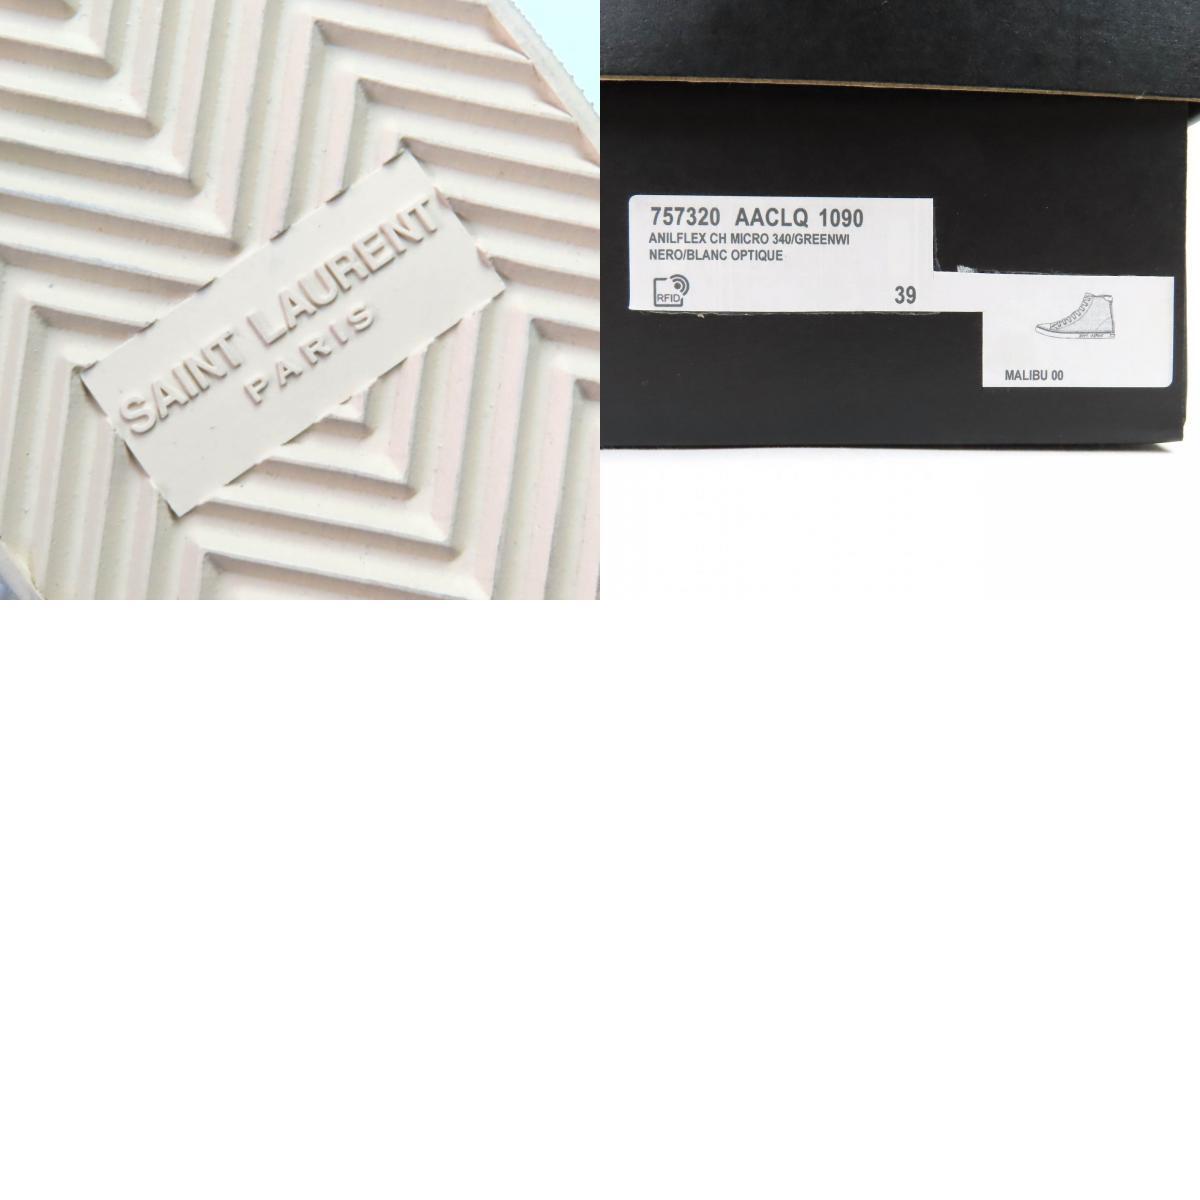 SAINT LAURENT
PARIS
757320 AACLQ 1090
ANILFLEX CH MICRO 340/GREENWI
NERO/BLANC OPTIQUE
RFID
39
MALIBU 00